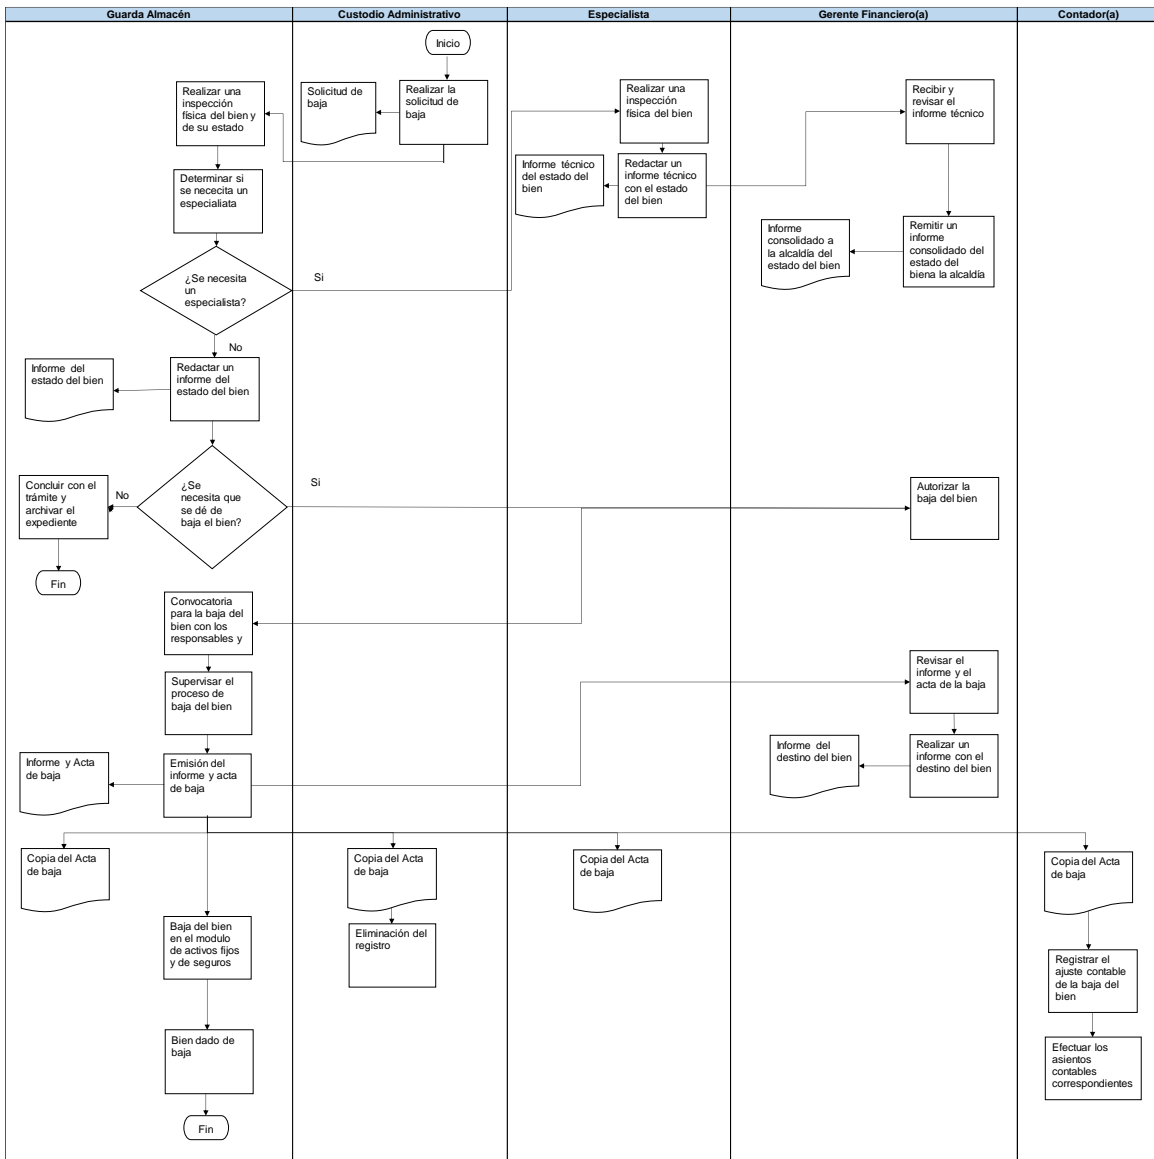 Guarda Almacén
Custodio Administrativo
Especialista
Gerente Financiero(a)
Contador(a)
Inicio
Realizar una
inspección
física del bien y
de su estado
Solicitud de
baja
Realizar la
solicitud de
baja
Realizar una
inspección
física del bien
Recibir y
revisar el
informe técnico
Determinar si
se nececita un
especialiata
Informe técnico
del estado del
bien
Redactar un
informe técnico
con el estado
del bien
Informe
consolidado a
la alcaldía del
estado del bien
Remitir un
informe
consolidado del
estado del
biena la alcaldía
¿Se necesita
un
especialista?
Si
No
Informe del
estado del bien
Redactar un
informe del
estado del bien
Concluir con el
trámite y
archivar el
expediente
No
¿Se
necesita que
se dé de
baja el bien?
Si
Autorizar la
baja del bien
Fin
Convocatoria
para la baja del
bien con los
responsables y
Supervisar el
proceso de
baja del bien
Revisar el
informe y el
acta de la baja
Informe y Acta
de baja
Emisión del
informe y acta
de baja
Informe del
destino del bien
Realizar un
informe con el
destino del bien
Copia del Acta
de baja
Copia del Acta
de baja
Copia del Acta
de baja
Copia del Acta
de baja
Baja del bien
en el modulo
de activos fijos
y de seguros
Eliminación del
registro
Registrar el
ajuste contable
de la baja del
bien
Bien dado de
baja
Efectuar los
asientos
contables
correspondientes
Fin